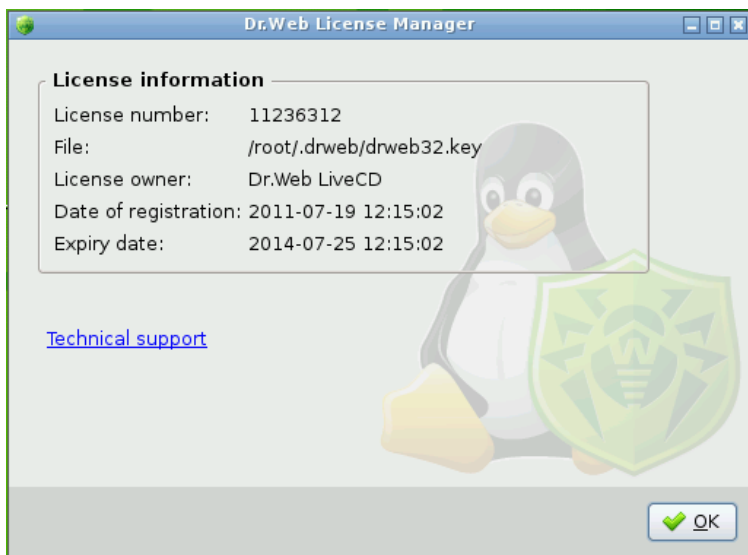 Dr.Web License Manager
License information
License number: 11236312
File: /root/.drweb/drweb32.key
License owner: Dr.Web LiveCD
Date of registration: 2011-07-19 12:15:02
Expiry date: 2014-07-25 12:15:02
Technical support
W
OK